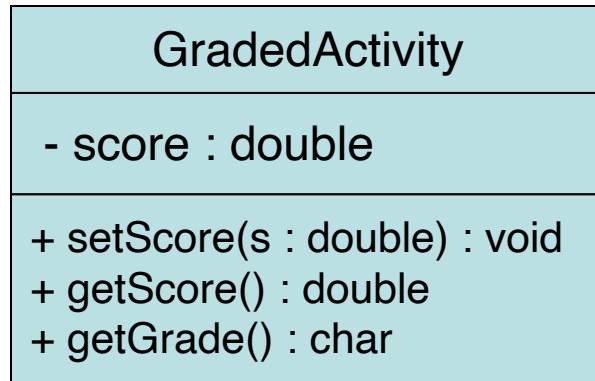 GradedActivity
- score : double
+ setScore(s : double) : void
+ getScore() : double
+ getGrade() : char